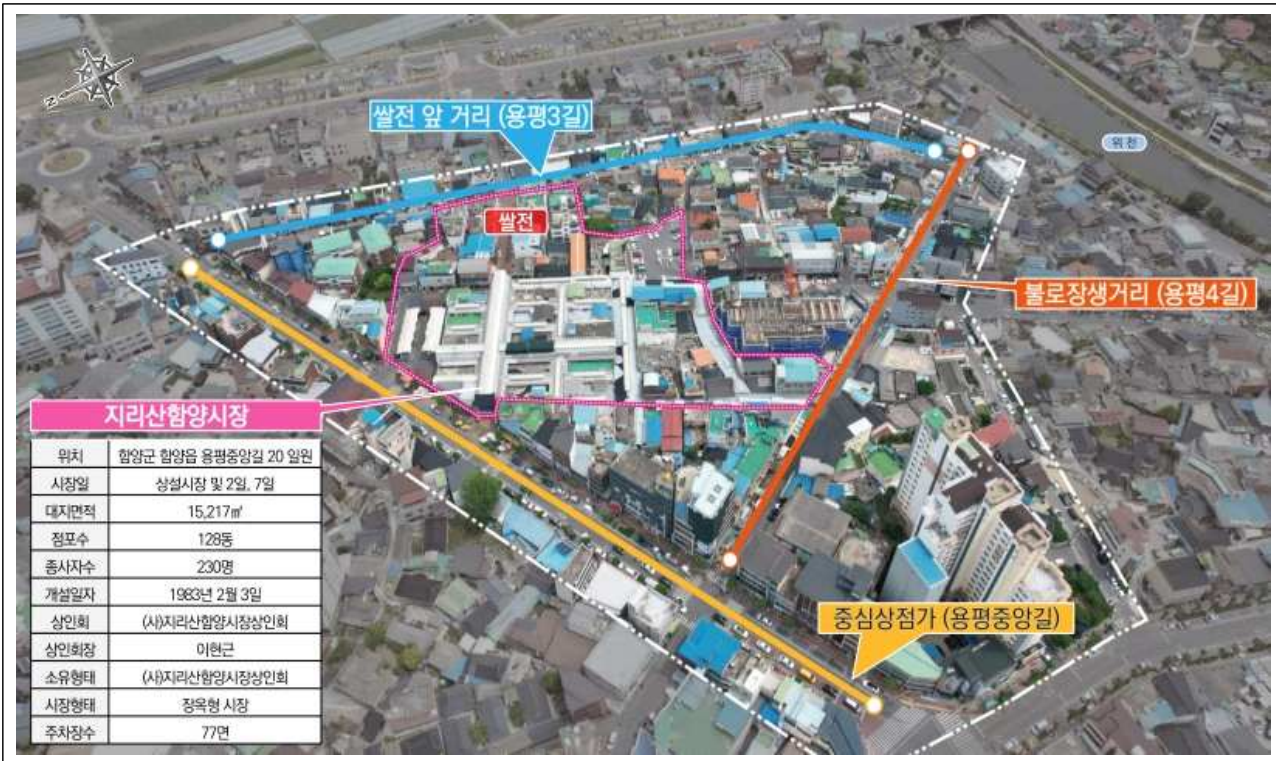 N
쌀전 앞 거리 (용평3길)
위천
쌀전
불로장생거리 (용평4길)
지리산함양시장
위치 함양군 함양읍 용평중앙길 20 일원
시장일 상설시장 및 2일, 7일
대지면적 15,217㎡
점포수 128동
종사자수 230명
개설일자 1983년 2월 3일
상인회 (사)지리산함양시장상인회
상인회장 이현근
소유형태 (사)지리산함양시장상인회
시장형태 장옥형 시장
주차장수 77면
중심상점가 (용평중앙길)